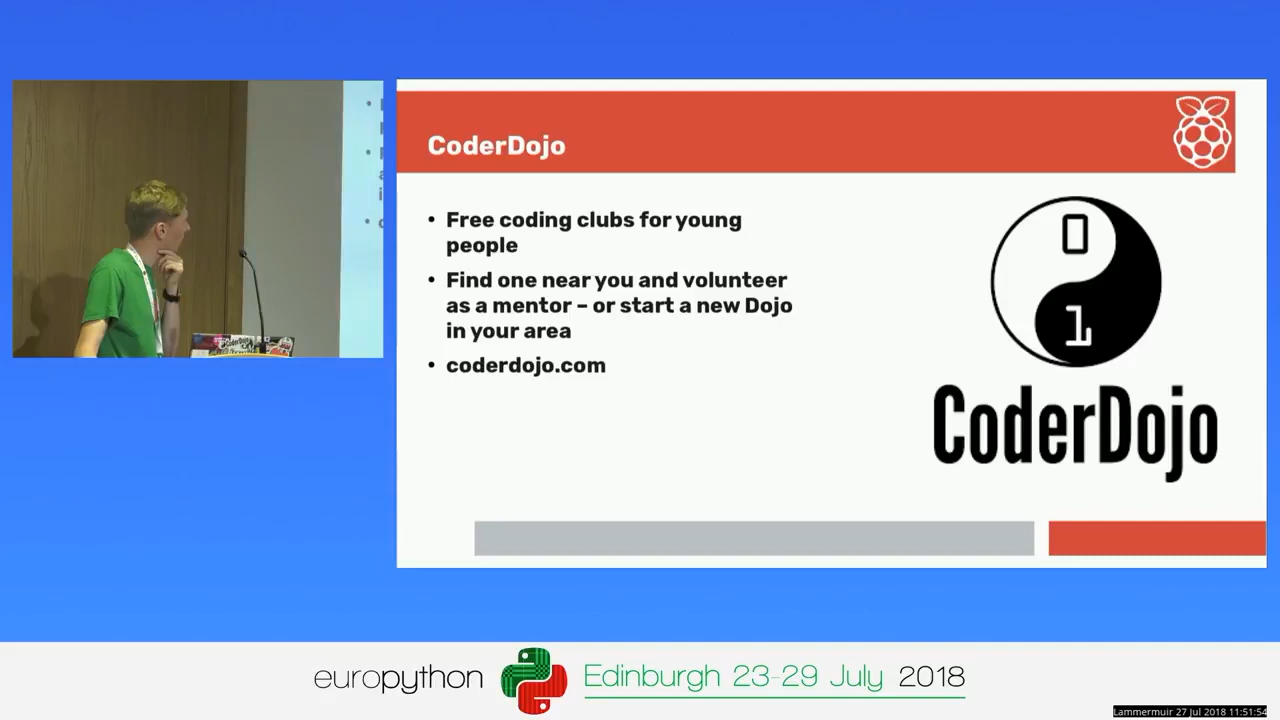 CoderDojo
• Free coding clubs for young
people
• Find one near you and volunteer
as a mentor – or start a new Dojo
in your area
• coderdojo.com
0
1
CoderDojo
europython
Edinburgh 23-29 July 2018
Lammermuir 27 Jul 2018 11:51:54